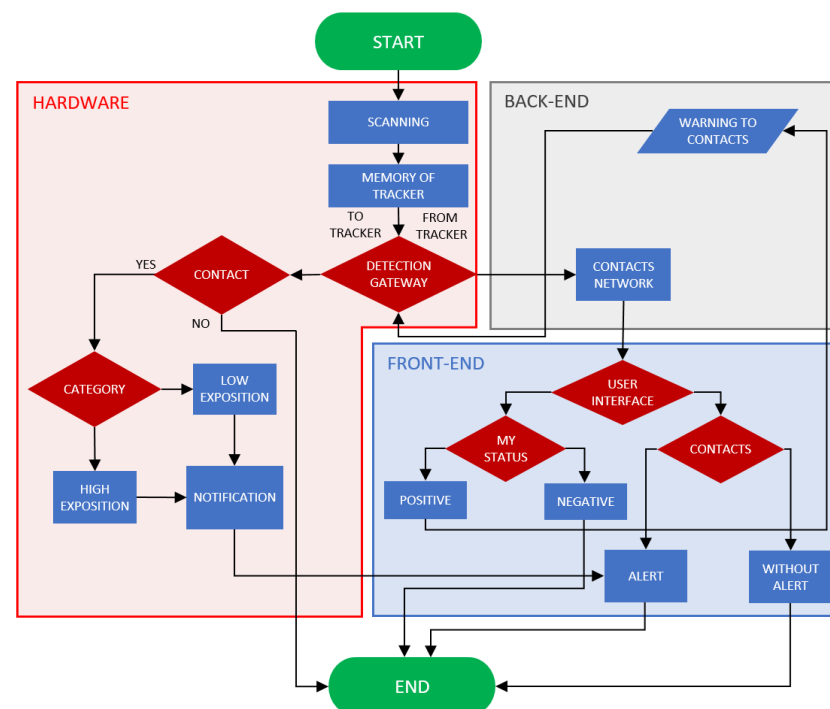 START
HARDWARE
BACK-END
SCANNING
WARNING TO
CONTACTS
MEMORY OF
TRACKER
TO
TRACKER
FROM
TRACKER
YES
CONTACT
DETECTION
GATEWAY
CONTACTS
NETWORK
NO
FRONT-END
CATEGORY
LOW
EXPOSITION
USER
INTERFACE
MY
STATUS
CONTACTS
HIGH
EXPOSITION
NOTIFICATION
POSITIVE
NEGATIVE
ALERT
WITHOUT
ALERT
END